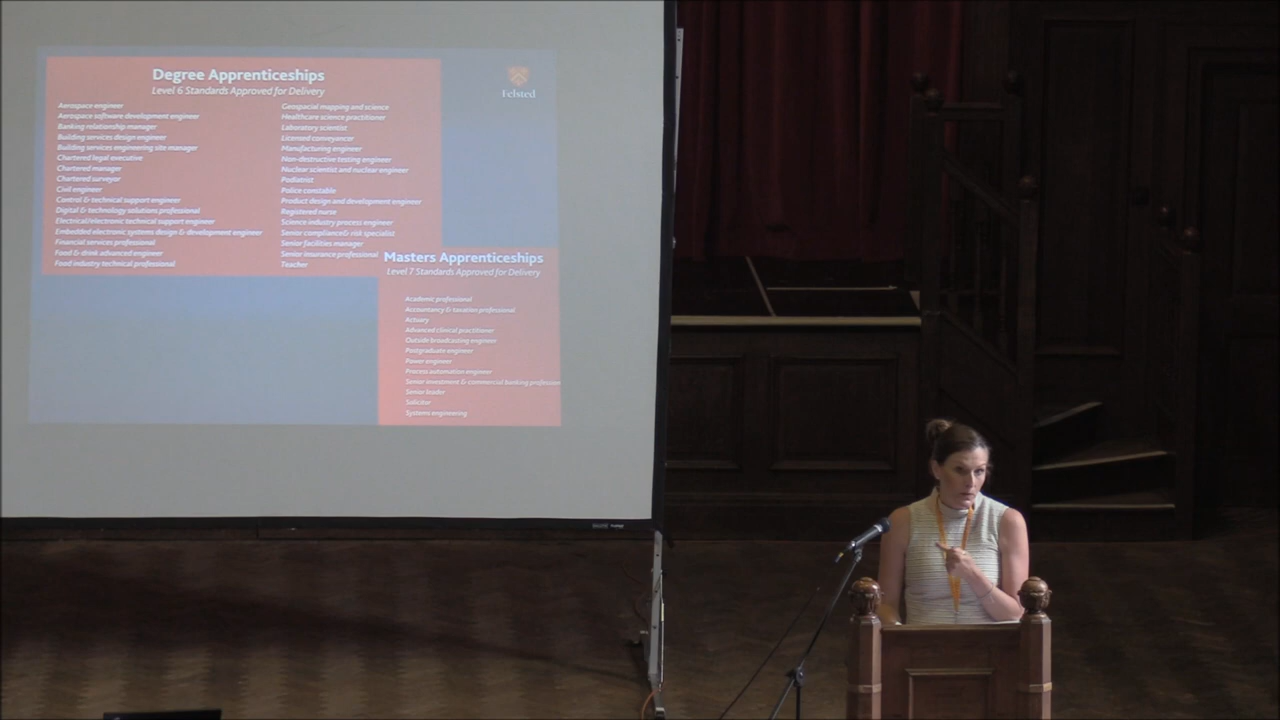 Degree Apprenticeships
Level 6 Standards Approved for Delivery
Aerospace engineer
Aerospace software development engineer
Banking relationship manager
Building services design engineer
Building services engineering site manager
Chartered legal executive
Chartered manager
Chartered surveyor
Civil engineer
Control & technical support engineer
Digital & technology solutions professional
Electrical/electronic technical support engineer
Embedded electronic systems design & development engineer
Financial services professional
Food & drink advanced engineer
Food industry technical professional
Geospacial mapping and science
Healthcare science practitioner
Laboratory scientist
Licensed conveyancer
Manufacturing engineer
Non-destructive testing engineer
Nuclear scientist and nuclear engineer
Podiatrist
Police constable
Product design and development engineer
Registered nurse
Science industry process engineer
Senior compliance& risk specialist
Senior facilities manager
Senior insurance professional
Teacher
Felsted
Masters Apprenticeships
Level 7 Standards Approved for Delivery
Academic professional
Accountancy & taxation professional
Actuary
Advanced clinical practitioner
Outside broadcasting engineer
Postgraduate engineer
Power engineer
Process automation engineer
Senior investment & commercial banking profession
Senior leader
Solicitor
Systems engineering